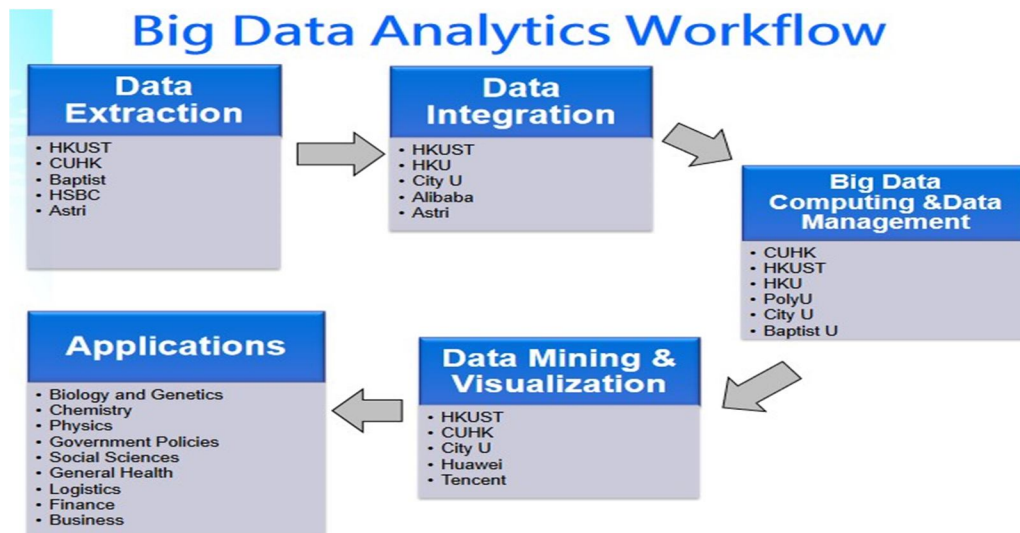 Big Data Analytics Workflow
Data
Extraction
• HKUST
• CUHK
• Baptist
• HSBC
• Astri
Data
Integration
• HKUST
• HKU
• City U
• Alibaba
• Astri
Big Data
Computing &Data
Management
• CUHK
• HKUST
• HKU
• PolyU
• City U
• Baptist U
Data Mining &
Visualization
• HKUST
• CUHK
• City U
• Huawei
• Tencent
Applications
• Biology and Genetics
• Chemistry
• Physics
• Government Policies
• Social Sciences
• General Health
• Logistics
• Finance
• Business